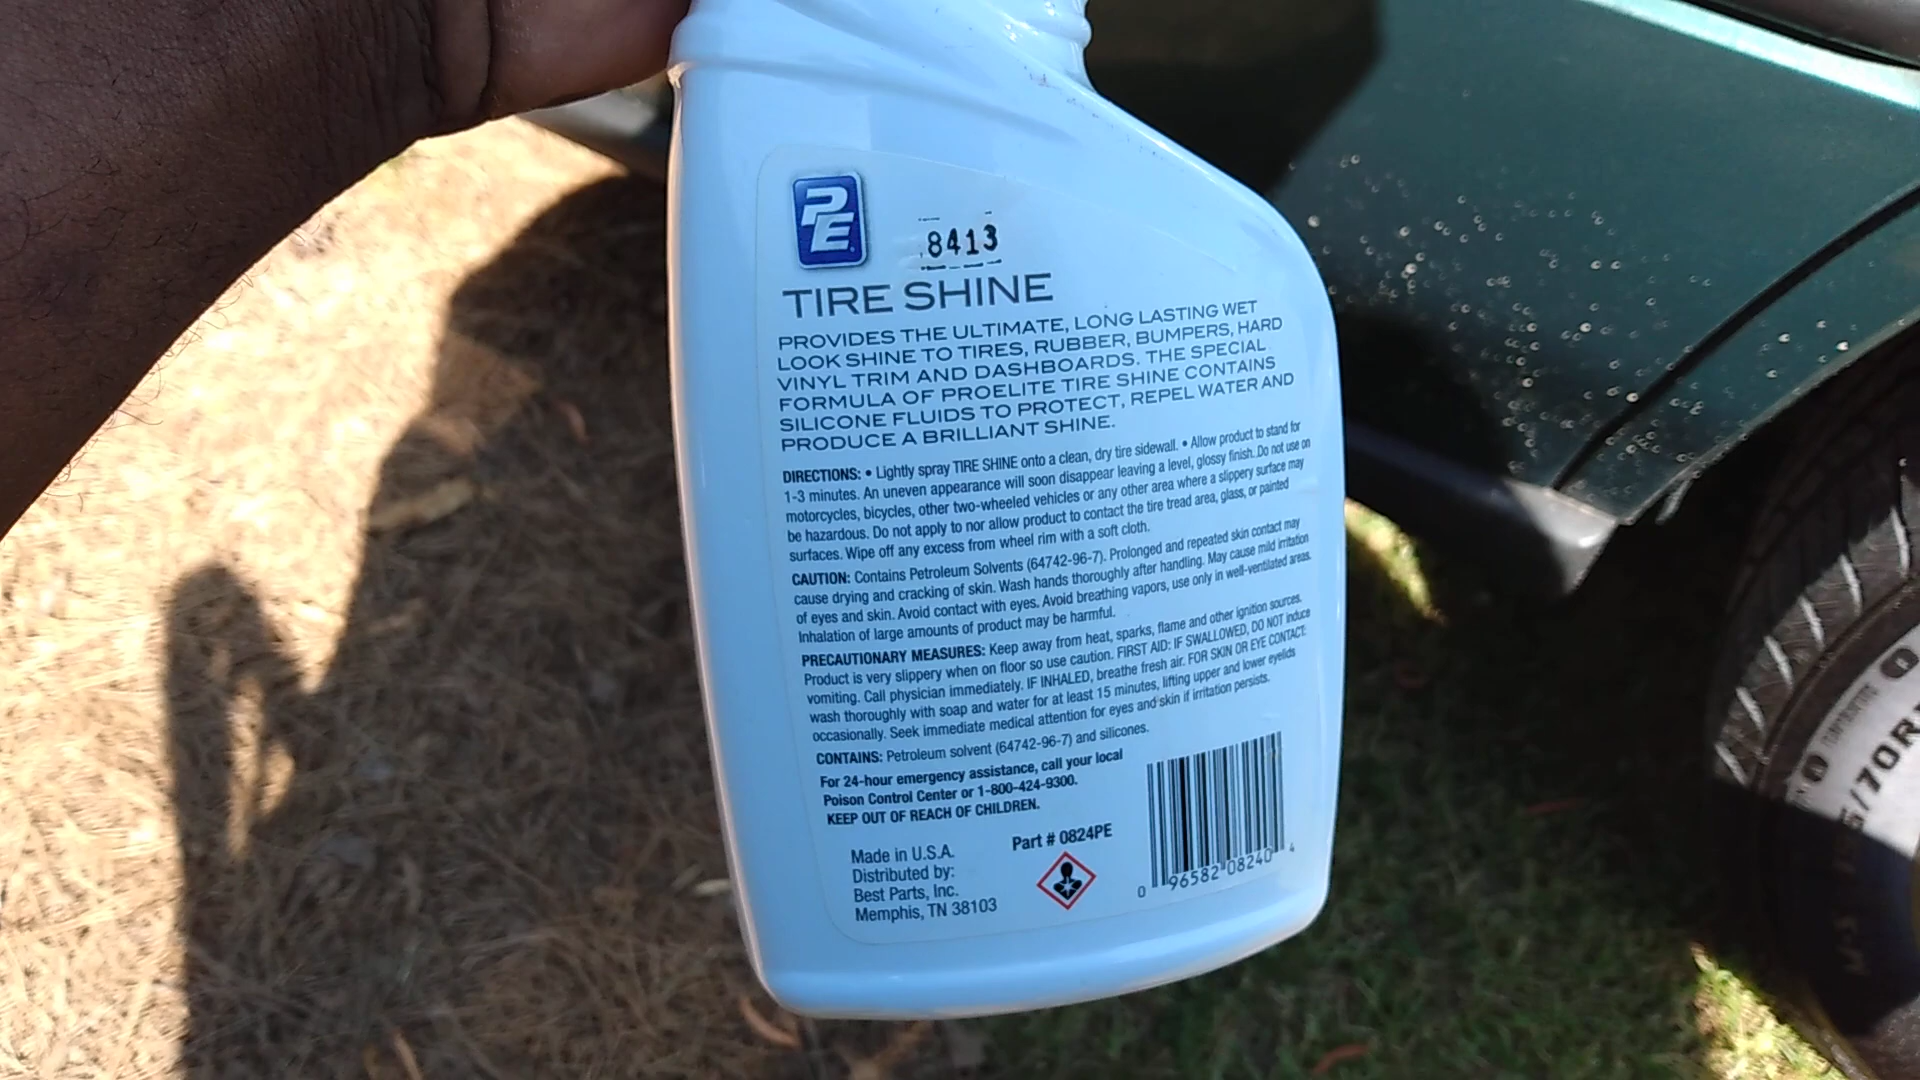 PE
8413
TIRE SHINE
PROVIDES THE ULTIMATE, LONG LASTING WET
LOOK SHINE TO TIRES, RUBBER, BUMPERS, HARD
VINYL TRIM AND DASHBOARDS. THE SPECIAL
FORMULA OF PROELITE TIRE SHINE CONTAINS
SILICONE FLUIDS TO PROTECT, REPEL WATER AND
PRODUCE A BRILLIANT SHINE.
DIRECTIONS: • Lightly spray TIRE SHINE onto a clean, dry tire sidewall. • Allow product to stand for
1-3 minutes. An uneven appearance will soon disappear leaving a level, glossy finish. Do not use on
motorcycles, bicycles, other two-wheeled vehicles or any other area where a slippery surface may
be hazardous. Do not apply to nor allow product to contact the tire tread area, glass, or painted
surfaces. Wipe off any excess from wheel rim with a soft cloth.
CAUTION: Contains Petroleum Solvents (64742-96-7). Prolonged and repeated skin contact may
cause drying and cracking of skin. Wash hands thoroughly after handling. May cause mild irritation
of eyes and skin. Avoid contact with eyes. Avoid breathing vapors, use only in well-ventilated areas.
Inhalation of large amounts of product may be harmful.
PRECAUTIONARY MEASURES: Keep away from heat, sparks, flame and other ignition sources.
Product is very slippery when on floor so use caution. FIRST AID: IF SWALLOWED, DO NOT induce
vomiting. Call physician immediately. IF INHALED, breathe fresh air. FOR SKIN OR EYE CONTACT:
wash thoroughly with soap and water for at least 15 minutes, lifting upper and lower eyelids
occasionally. Seek immediate medical attention for eyes and skin if irritation persists.
CONTAINS: Petroleum solvent (64742-96-7) and silicones.
For 24-hour emergency assistance, call your local
Poison Control Center or 1-800-424-9300.
KEEP OUT OF REACH OF CHILDREN.
Part # 0824PE
Made in U.S.A.
Distributed by:
Best Parts, Inc.
Memphis, TN 38103
0 96582 08240 4
/70R